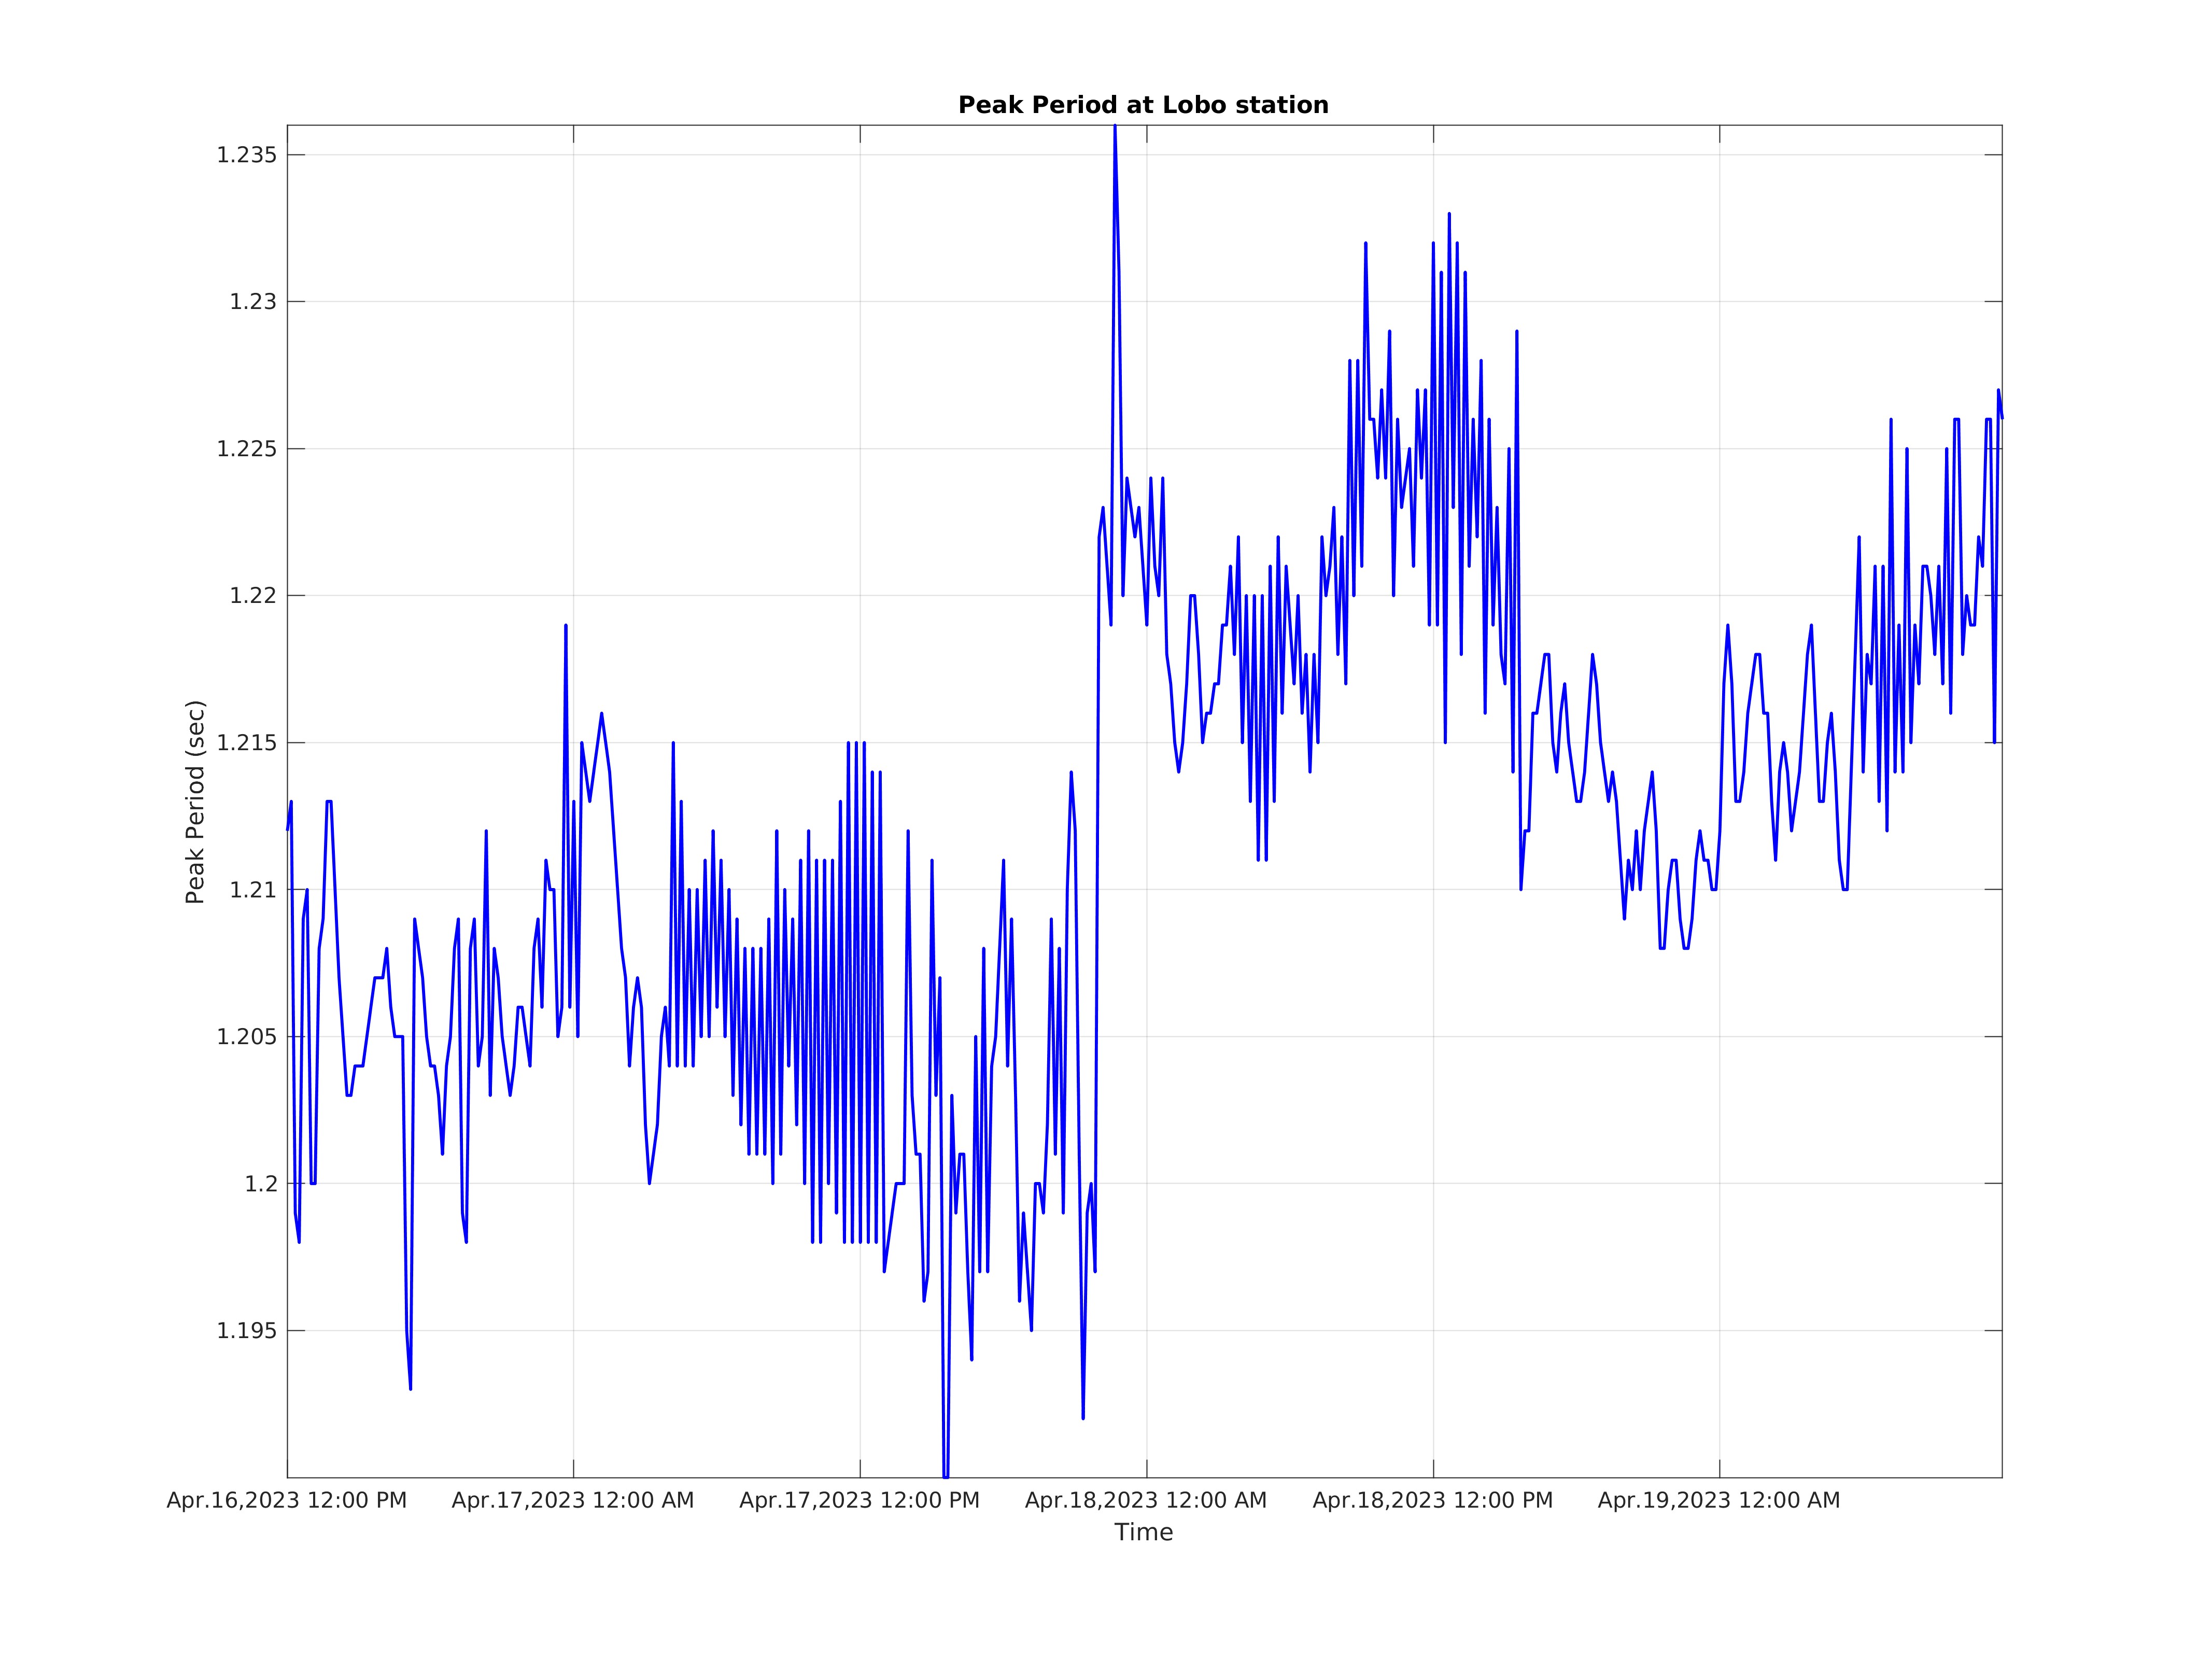 Peak Period at Lobo station
1.235
1.23
1.225
1.22
1.215
1.21
1.205
1.2
1.195
Peak Period (sec)
Apr.16,2023 12:00 PM Apr.17,2023 12:00 AM Apr.17,2023 12:00 PM Apr.18,2023 12:00 AM Apr.18,2023 12:00 PM Apr.19,2023 12:00 AM
Time